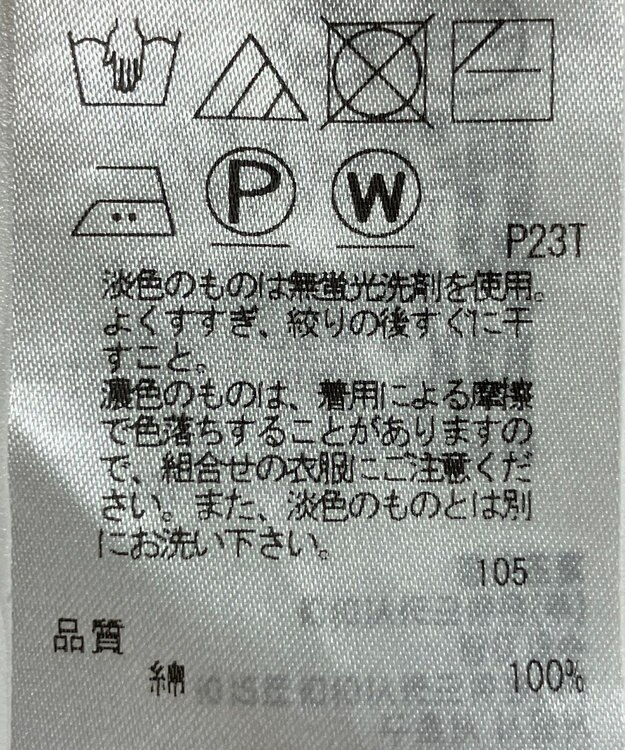 P
W
P23T
淡色のものは無蛍光洗剤を使用。
よくすすぎ、絞りの後すぐに干
すこと。
濃色のものは、着用による摩擦
で色落ちすることがありますの
で、組合せの衣服にご注意くだ
さい。また、淡色のものとは別
にお洗い下さい。
105
品質
綿 100%